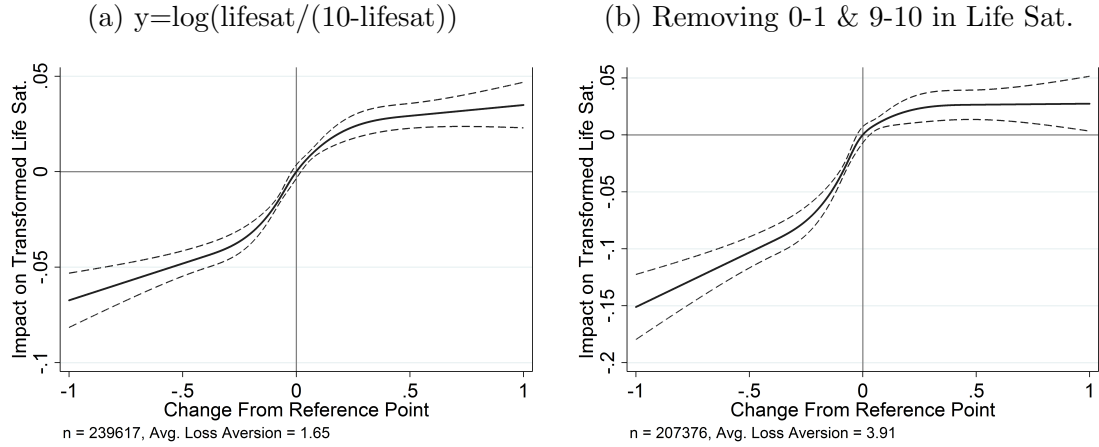 (a) y=log(lifesat/(10-lifesat))
Impact on Transformed Life Sat.
.05
0
-.05
-.1
-1
-.5
0
.5
1
Change From Reference Point
n = 239617, Avg. Loss Aversion = 1.65
(b) Removing 0-1 & 9-10 in Life Sat.
Impact on Transformed Life Sat.
.05
0
-.05
-.1
-.15
-.2
-1
-.5
0
.5
1
Change From Reference Point
n = 207376, Avg. Loss Aversion = 3.91